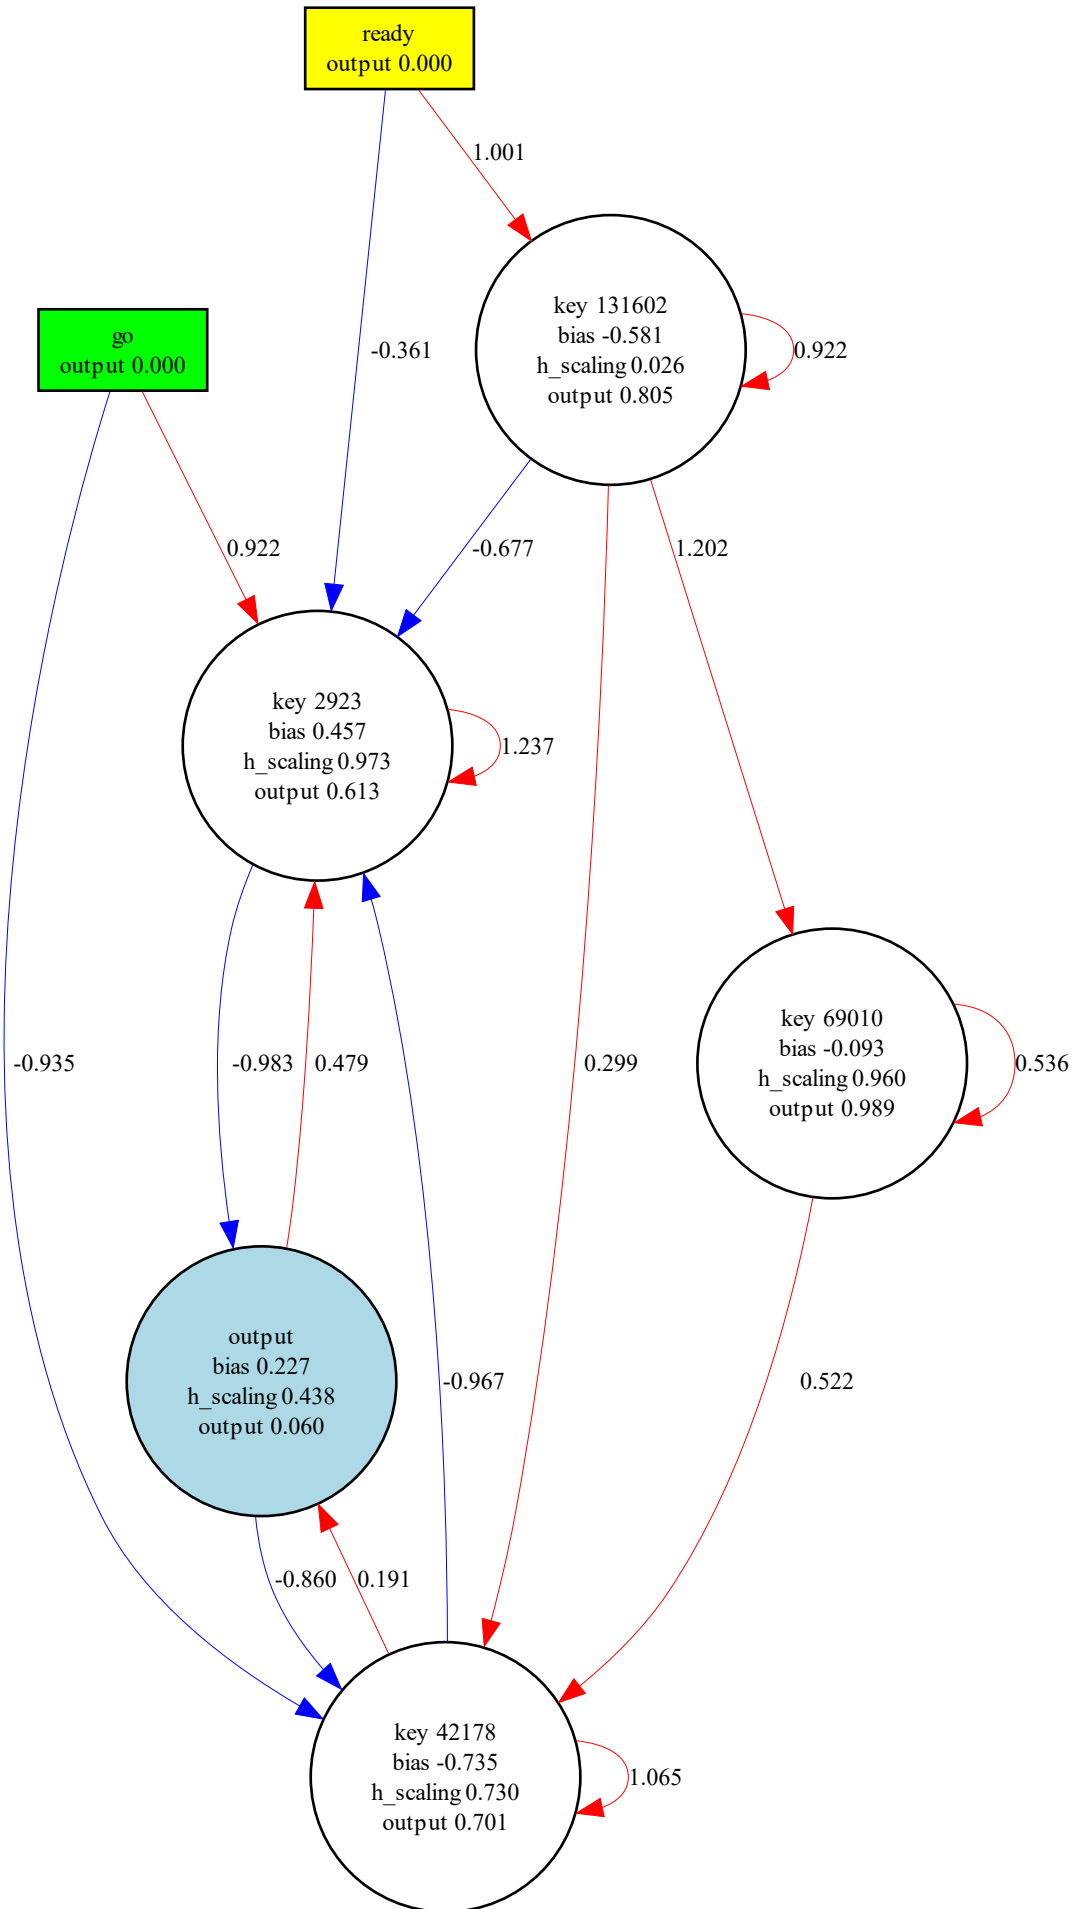 ready
output 0.000
1.001
key 131602
bias -0.581
h_scaling 0.026
output 0.805
0.922
go
output 0.000
-0.361
0.922
-0.677
1.202
key 2923
bias 0.457
h_scaling 0.973
output 0.613
1.237
key 69010
bias -0.093
h_scaling 0.960
output 0.989
0.536
-0.935
-0.983
0.479
0.299
output
bias 0.227
h_scaling 0.438
output 0.060
-0.967
0.522
-0.860
0.191
key 42178
bias -0.735
h_scaling 0.730
output 0.701
1.065